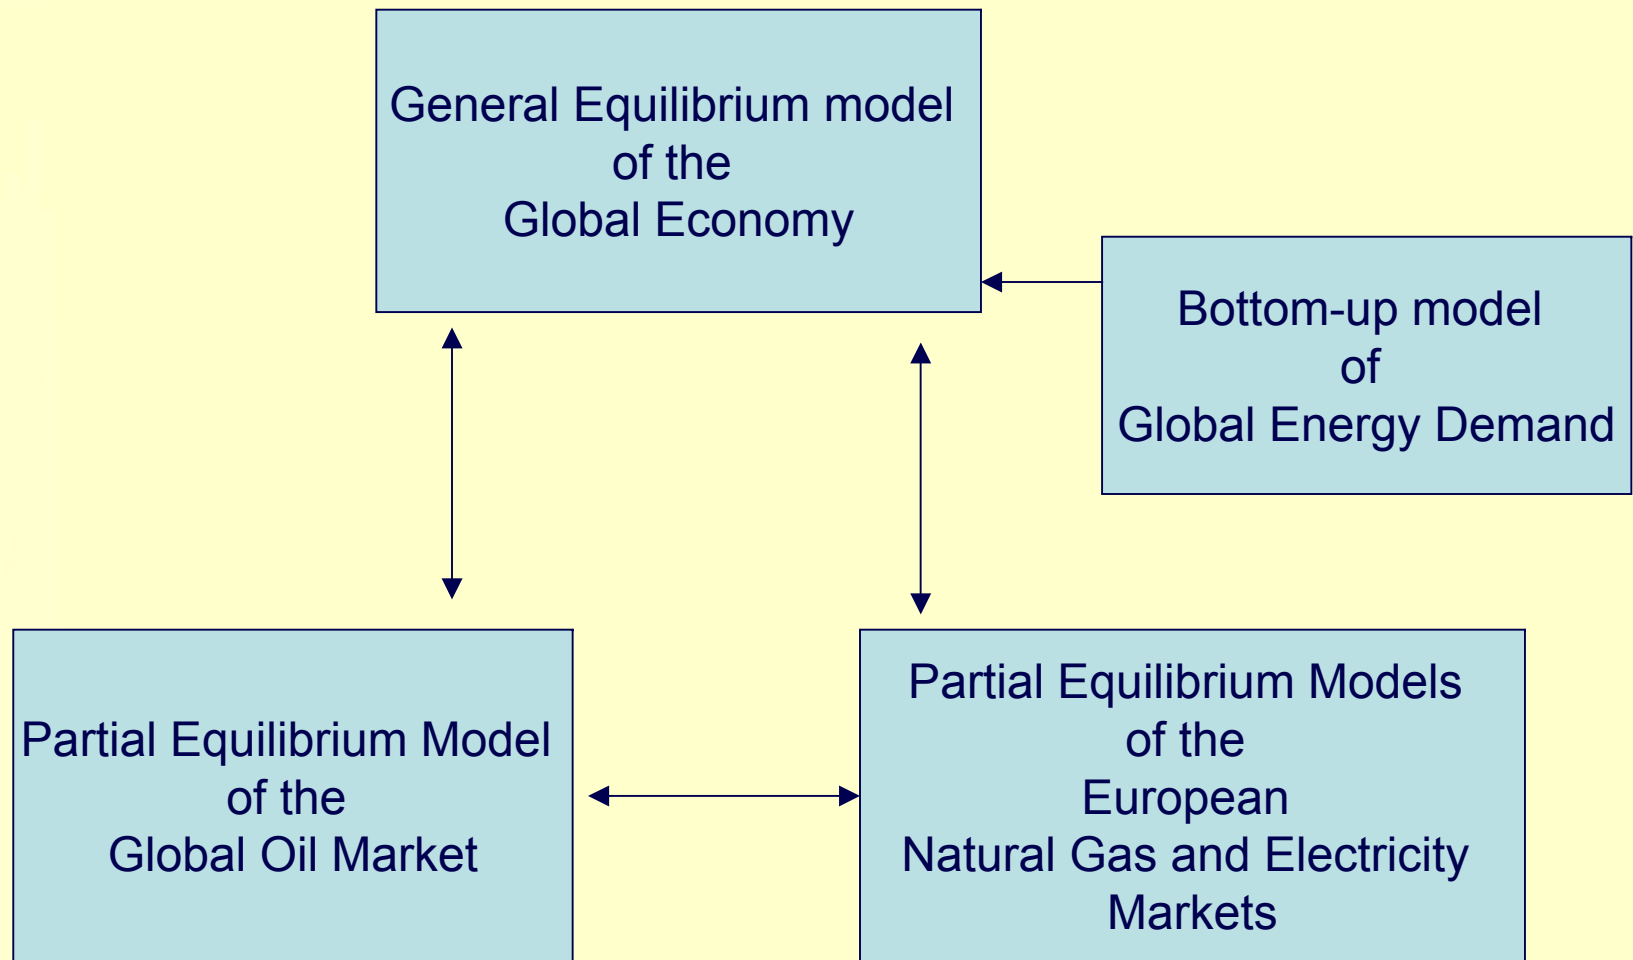 General Equilibrium model
of the
Global Economy
Bottom-up model
of
Global Energy Demand
Partial Equilibrium Model
of the
Global Oil Market
Partial Equilibrium Models
of the
European
Natural Gas and Electricity
Markets